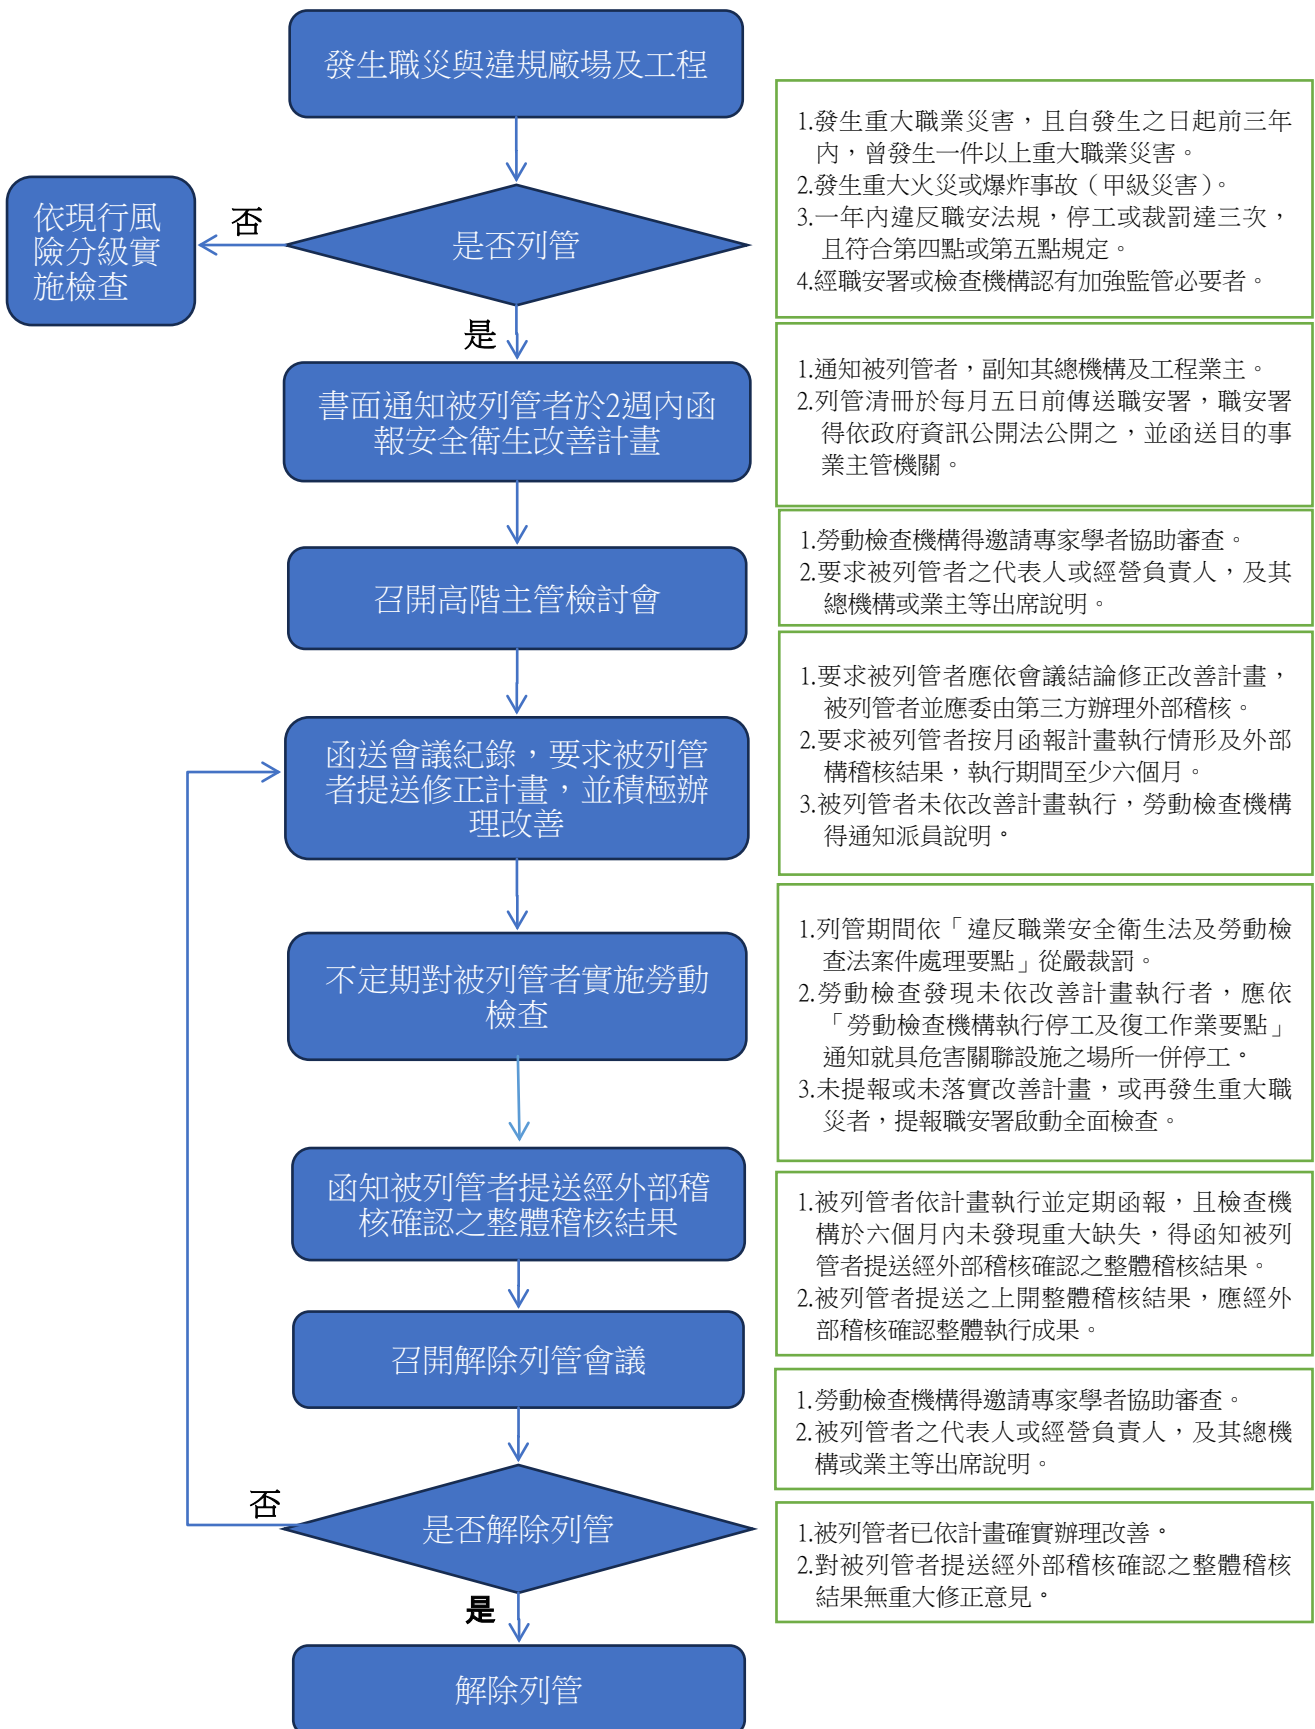 發生職災與違規廠場及工程
1.發生重大職業災害，且自發生之日起前三年
內，曾發生一件以上重大職業災害。
2.發生重大火災或爆炸事故（甲級災害）。
3.一年內違反職安法規，停工或裁罰達三次，
且符合第四點或第五點規定。
4.經職安署或檢查機構認有加強監管必要者。
是否列管
否
依現行風
險分級實
施檢查
是
書面通知被列管者於2週內函
報安全衛生改善計畫
1.通知被列管者，副知其總機構及工程業主。
2.列管清冊於每月五日前傳送職安署，職安署
得依政府資訊公開法公開之，並函送目的事
業主管機關。
召開高階主管檢討會
1.勞動檢查機構得邀請專家學者協助審查。
2.要求被列管者之代表人或經營負責人，及其
總機構或業主等出席說明。
函送會議紀錄，要求被列管
者提送修正計畫，並積極辦
理改善
1.要求被列管者應依會議結論修正改善計畫，
被列管者並應委由第三方辦理外部稽核。
2.要求被列管者按月函報計畫執行情形及外部
構稽核結果，執行期間至少六個月。
3.被列管者未依改善計畫執行，勞動檢查機構
得通知派員說明。
不定期對被列管者實施勞動
檢查
1.列管期間依「違反職業安全衛生法及勞動檢
查法案件處理要點」從嚴裁罰。
2.勞動檢查發現未依改善計畫執行者，應依
「勞動檢查機構執行停工及復工作業要點」
通知就具危害關聯設施之場所一併停工。
3.未提報或未落實改善計畫，或再發生重大職
災者，提報職安署啟動全面檢查。
函知被列管者提送經外部稽
核確認之整體稽核結果
1.被列管者依計畫執行並定期函報，且檢查機
構於六個月內未發現重大缺失，得函知被列
管者提送經外部稽核確認之整體稽核結果。
2.被列管者提送之上開整體稽核結果，應經外
部稽核確認整體執行成果。
召開解除列管會議
1.勞動檢查機構得邀請專家學者協助審查。
2.被列管者之代表人或經營負責人，及其總機
構或業主等出席說明。
是否解除列管
否
1.被列管者已依計畫確實辦理改善。
2.對被列管者提送經外部稽核確認之整體稽核
結果無重大修正意見。
是
解除列管